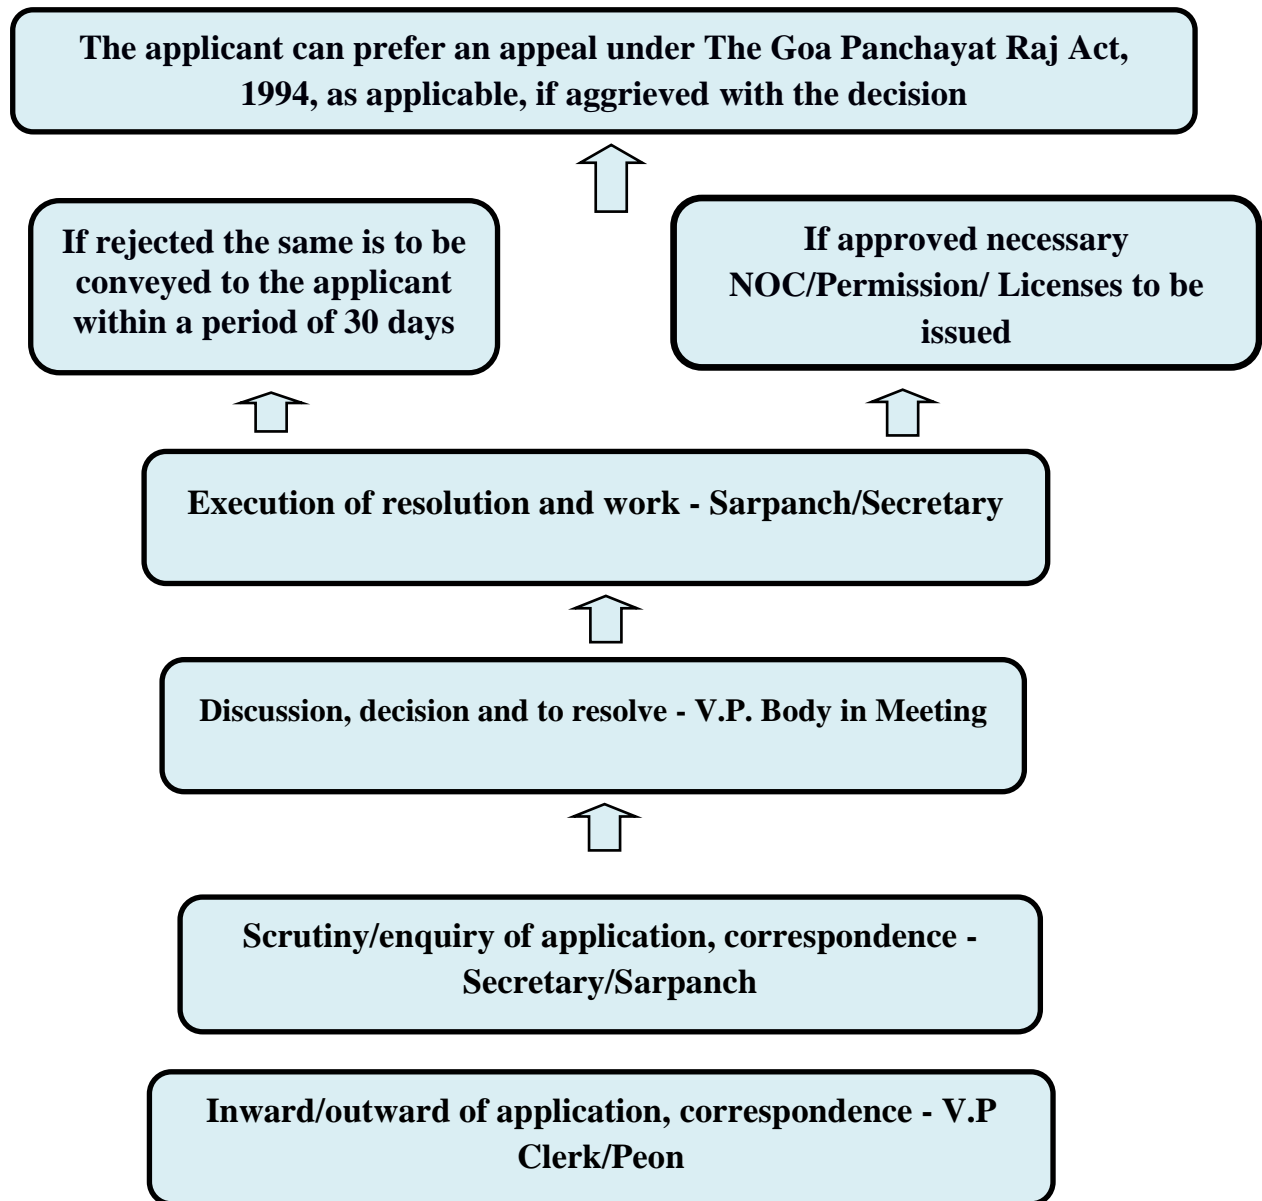 The applicant can prefer an appeal under The Goa Panchayat Raj Act,
1994, as applicable, if aggrieved with the decision
If rejected the same is to be
conveyed to the applicant
within a period of 30 days
If approved necessary
NOC/Permission/ Licenses to be
issued
Execution of resolution and work - Sarpanch/Secretary
Discussion, decision and to resolve - V.P. Body in Meeting
Scrutiny/enquiry of application, correspondence -
Secretary/Sarpanch
Inward/outward of application, correspondence - V.P
Clerk/Peon